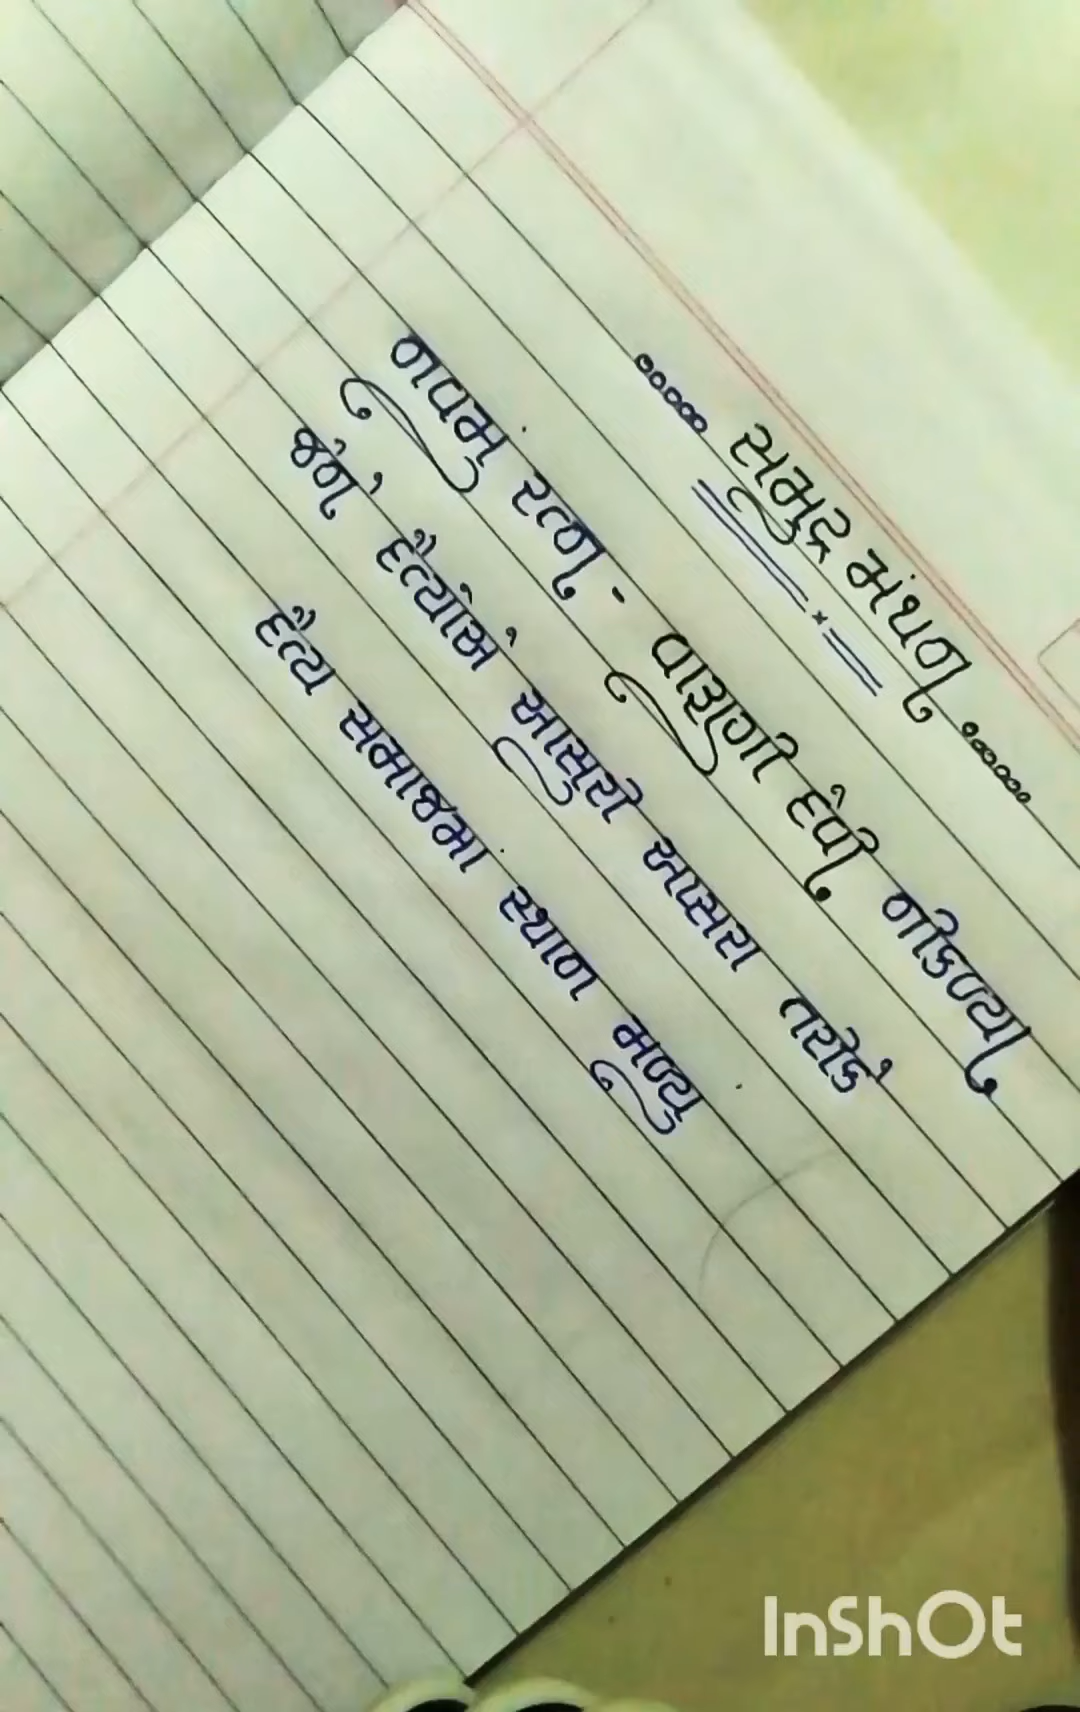 સમુદ્ર મંથન
નવમુ રત્ન - વારૂણી દેવી નીકળ્યા
જેને દૈત્યોએ આસુરી અપ્સરા તરીકે
દૈત્ય સમાજમા સ્થાન મળ્યુ
InShOt